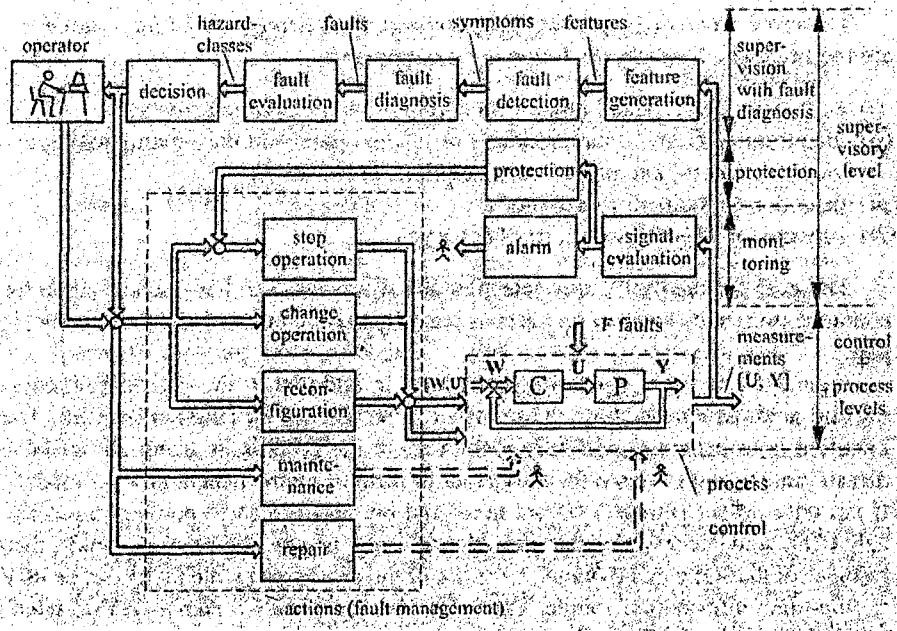 operator
hazard-
classes
faults
symptoms
features
decision
fault
evaluation
fault
diagnosis
fault
detection
feature
generation
super-
vision
with fault
diagnosis
super-
visory
level
protection
protection
stop
operation
alarm
signal
evaluation
moni-
toring
change
operation
F faults
measure-
ments
[U, Y]
control
+
process
levels
recon-
figuration
[W,U]
W
C
U
P
Y
mainte-
nance
process
+
control
repair
actions (fault management)